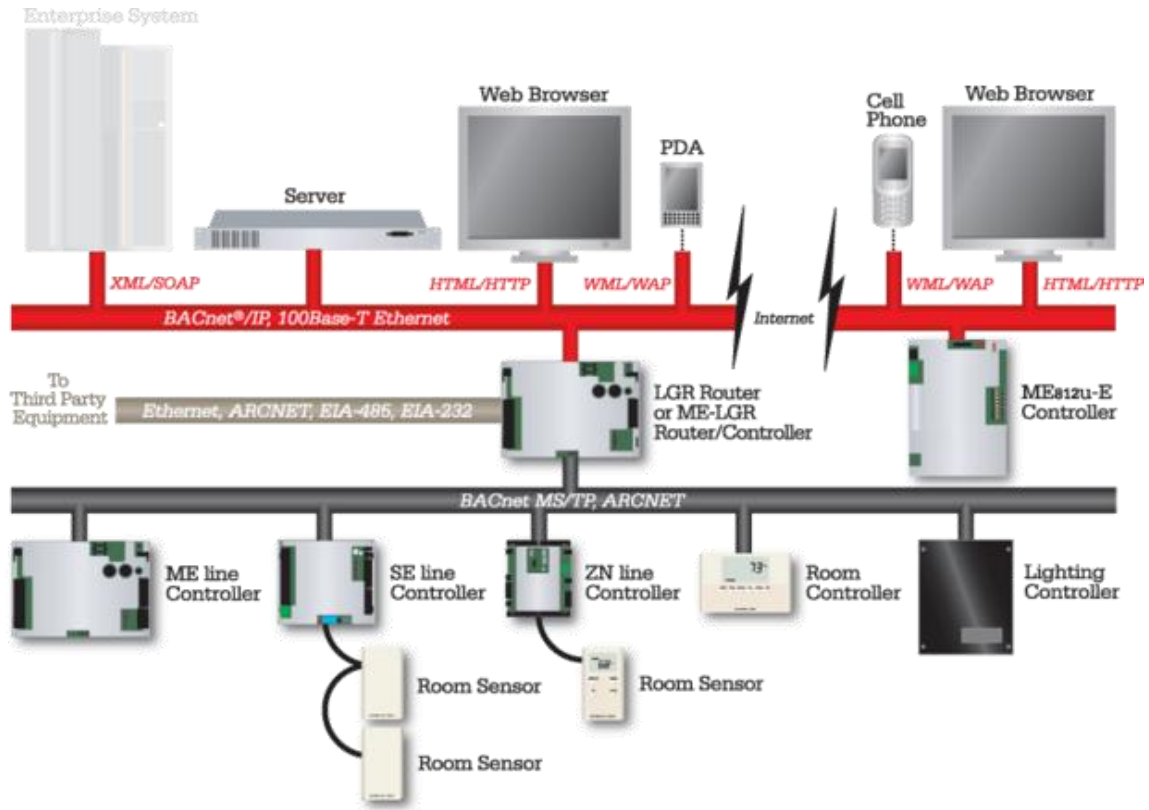 Enterprise System
Web Browser
Cell
Phone
Web Browser
PDA
Server
XML/SOAP
HTML/HTTP
WML/WAP
WML/WAP
HTML/HTTP
BACnet®/IP, 100Base-T Ethernet
Internet
To
Third Party
Equipment
Ethernet, ARCNET, EIA-485, EIA-232
LGR Router
or ME-LGR
Router/Controller
ME812u-E
Controller
BACnet MS/TP, ARCNET
ME line
Controller
SE line
Controller
ZN line
Controller
73
Room
Controller
Lighting
Controller
Room Sensor
Room Sensor
Room Sensor